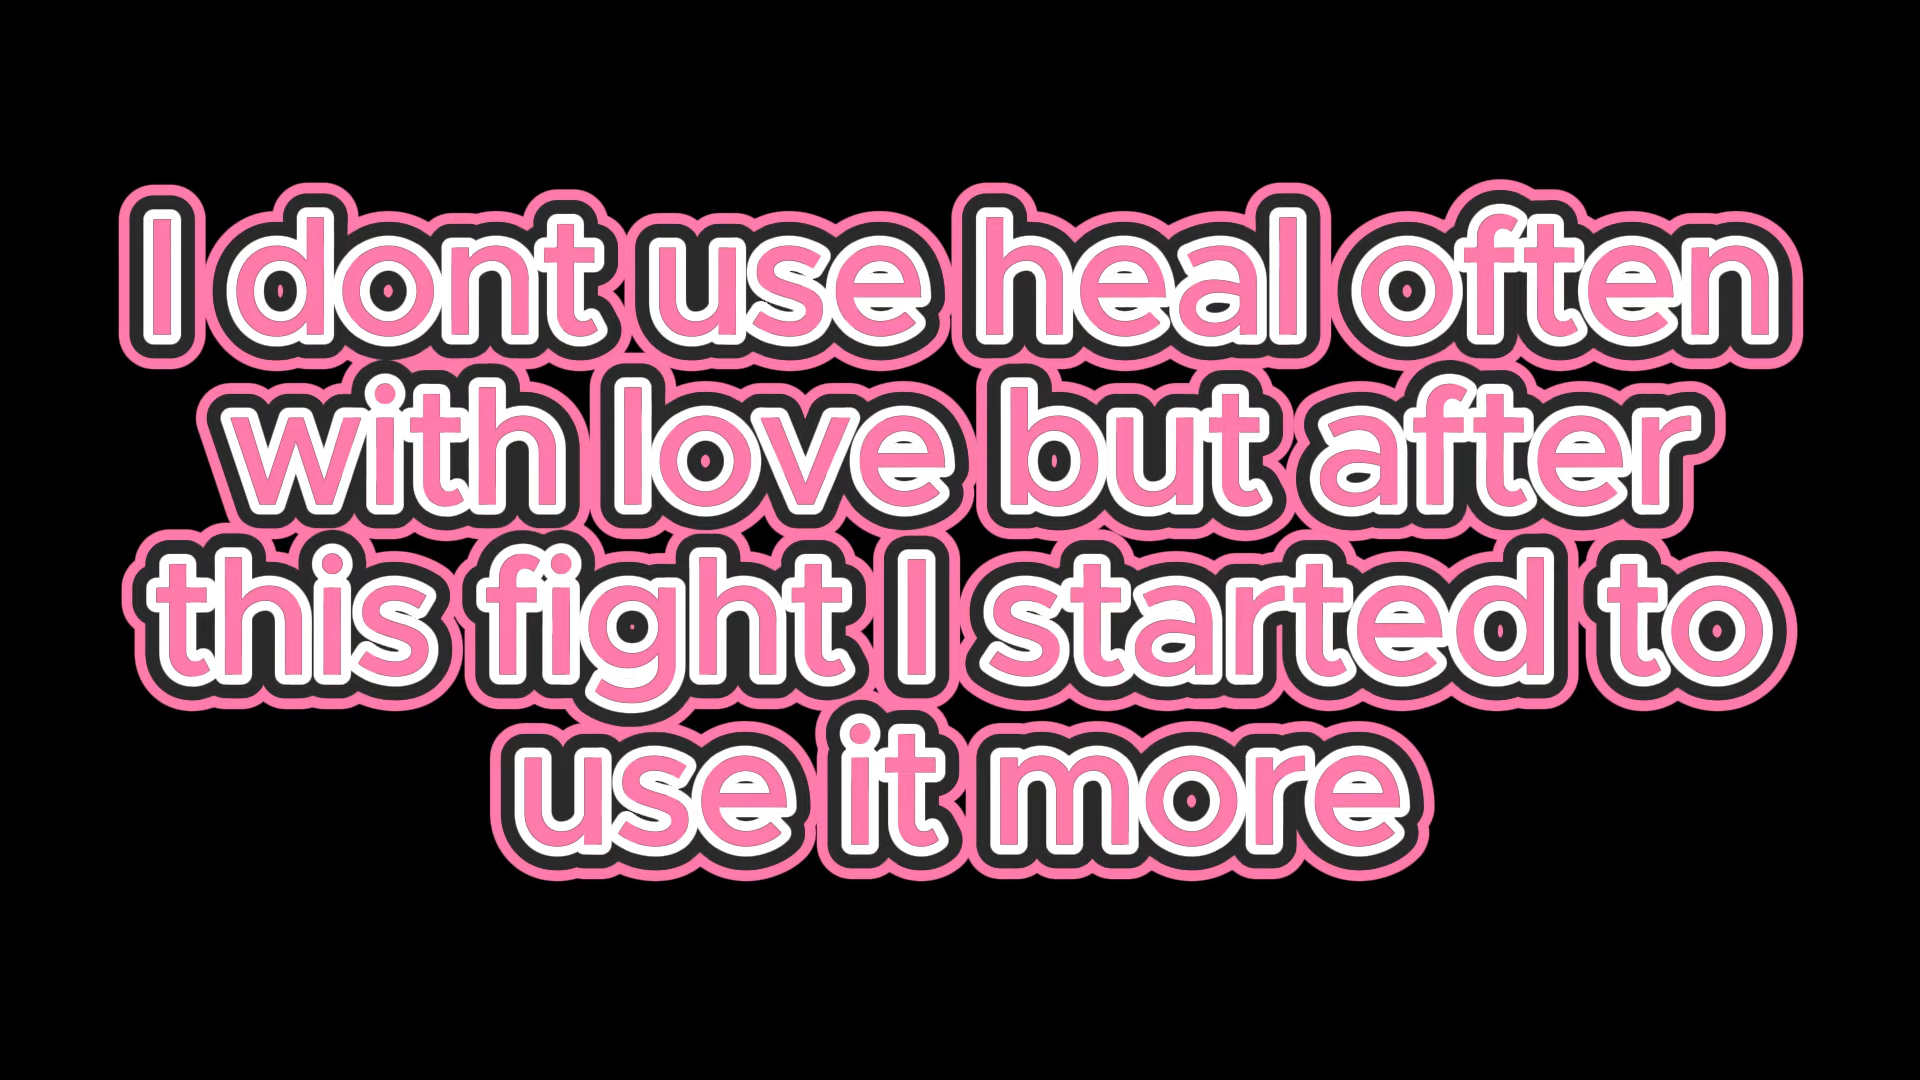 I dont use heal often
with love but after
this fight I started to
use it more